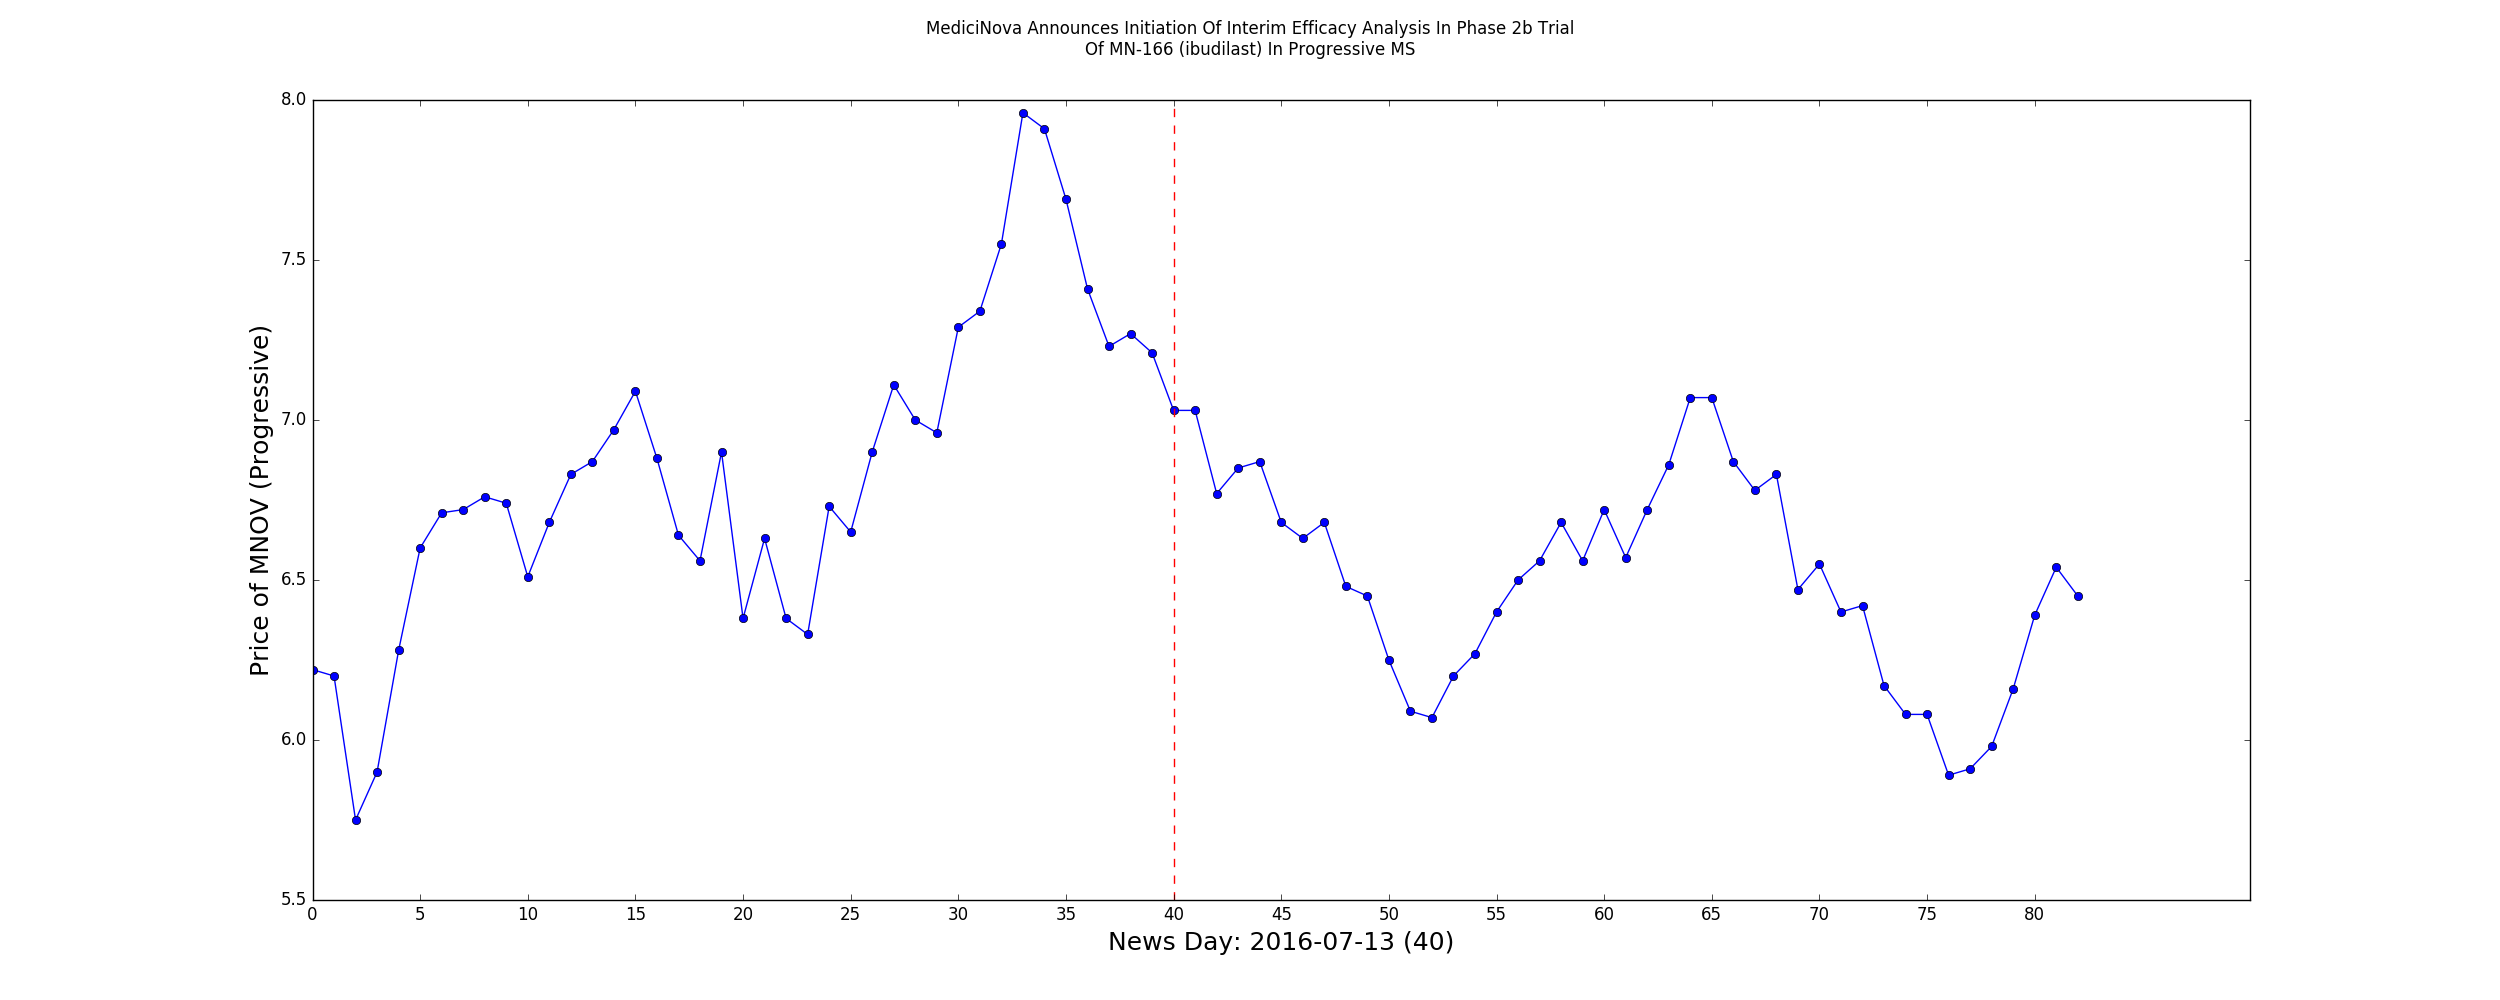 MediciNova Announces Initiation Of Interim Efficacy Analysis In Phase 2b Trial
Of MN-166 (ibudilast) In Progressive MS
Price of MNOV (Progressive)
8.0
7.5
7.0
6.5
6.0
5.5
0 5 10 15 20 25 30 35 40 45 50 55 60 65 70 75 80
News Day: 2016-07-13 (40)